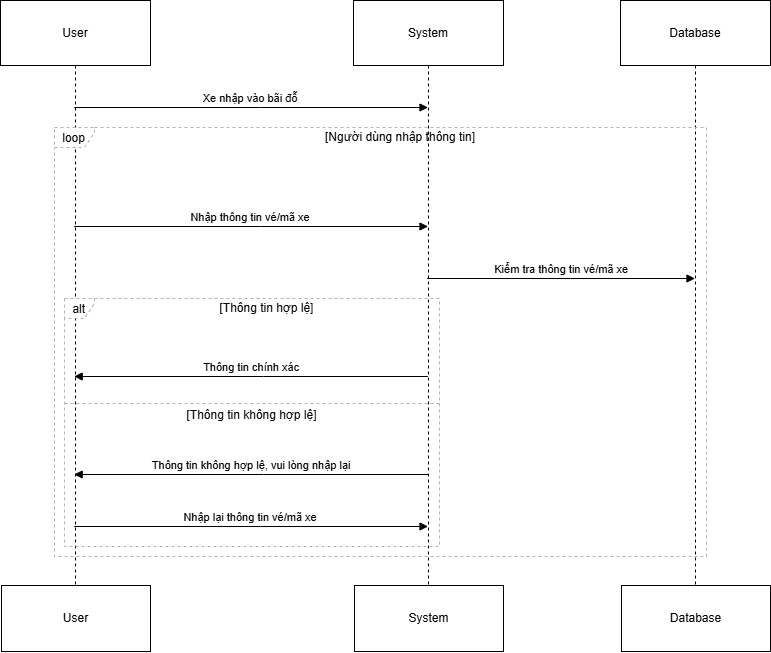 User
System
Database
Xe nhập vào bãi đỗ
loop
[Người dùng nhập thông tin]
Nhập thông tin vé/mã xe
Kiểm tra thông tin vé/mã xe
alt
[Thông tin hợp lệ]
Thông tin chính xác
[Thông tin không hợp lệ]
Thông tin không hợp lệ, vui lòng nhập lại
Nhập lại thông tin vé/mã xe
User
System
Database